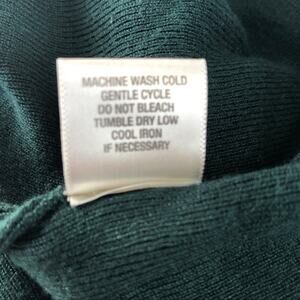 MACHINE WASH COLD
GENTLE CYCLE
DO NOT BLEACH
TUMBLE DRY LOW
COOL IRON
IF NECESSARY